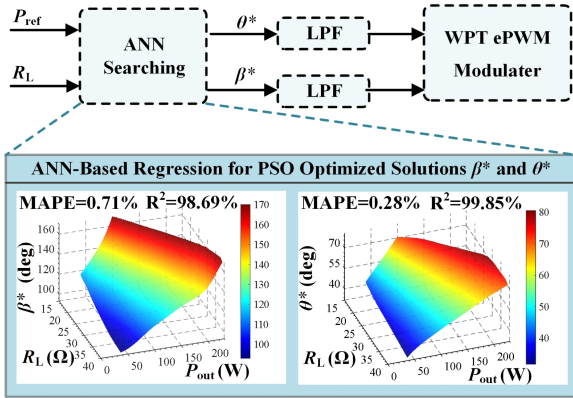 P_ref
R_L
ANN
Searching
θ*
β*
LPF
LPF
WPT ePWM
Modulater
ANN-Based Regression for PSO Optimized Solutions β* and θ*
MAPE=0.71% R²=98.69%
β* (deg)
160
140
120
100
15
20
25
30
35
40
R_L (Ω)
0
50
100
150
200
P_out (W)
170
160
150
140
130
120
110
100
MAPE=0.28% R²=99.85%
θ* (deg)
70
55
40
15
20
25
30
35
40
R_L (Ω)
0
50
100
150
200
P_out (W)
80
70
60
50
40